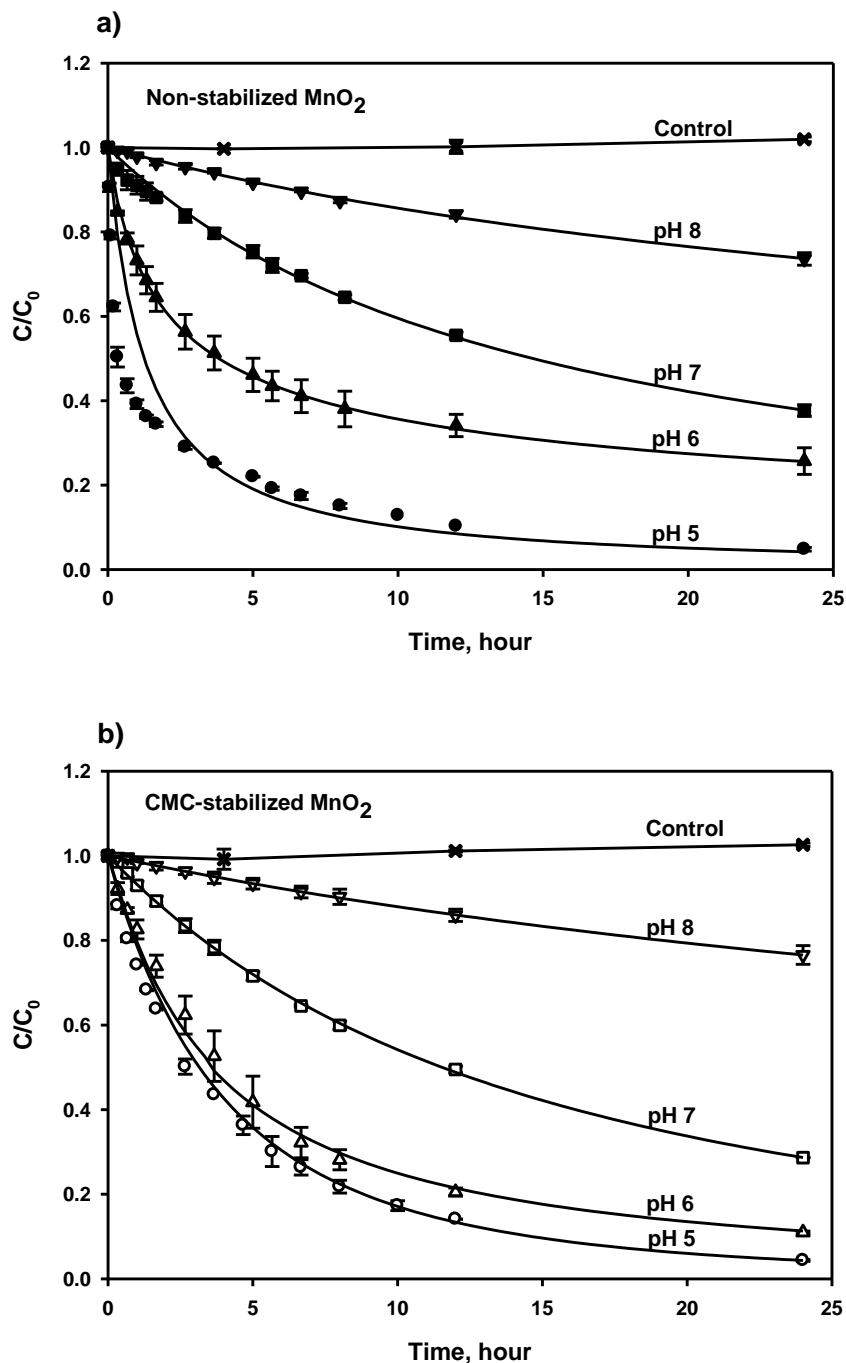 a)
1.2
Non-stabilized MnO2
Control
1.0
pH 8
0.8
C/C0
0.6
pH 7
0.4
pH 6
0.2
pH 5
0.0
0 5 10 15 20 25
Time, hour
b)
1.2
CMC-stabilized MnO2
Control
1.0
pH 8
0.8
C/C0
0.6
pH 7
0.4
0.2
pH 6
pH 5
0.0
0 5 10 15 20 25
Time, hour